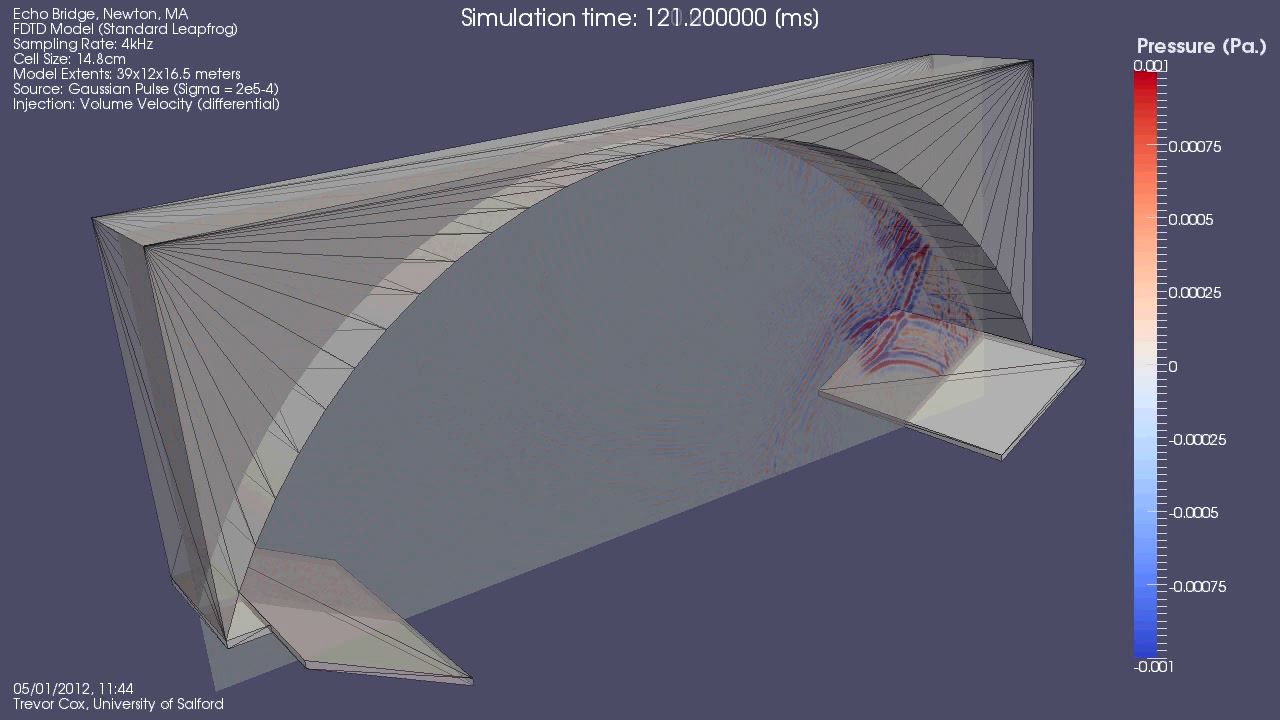 Echo Bridge, Newton, MA
FDTD Model (Standard Leapfrog)
Sampling Rate: 4kHz
Cell Size: 14.8cm
Model Extents: 39x12x16.5 meters
Source: Gaussian Pulse (Sigma = 2e5-4)
Injection: Volume Velocity (differential)
Simulation time: 121.200000 (ms)
Pressure (Pa.)
0.001
0.00075
0.0005
0.00025
0
-0.00025
-0.0005
-0.00075
-0.001
05/01/2012, 11:44
Trevor Cox, University of Salford